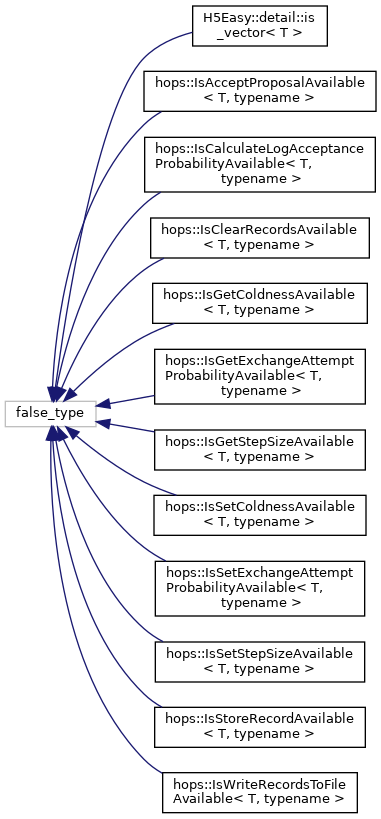 H5Easy::detail::is
_vector< T >
hops::IsAcceptProposalAvailable
< T, typename >
hops::IsCalculateLogAcceptance
ProbabilityAvailable< T,
typename >
hops::IsClearRecordsAvailable
< T, typename >
hops::IsGetColdnessAvailable
< T, typename >
hops::IsGetExchangeAttempt
ProbabilityAvailable< T,
typename >
false_type
hops::IsGetStepSizeAvailable
< T, typename >
hops::IsSetColdnessAvailable
< T, typename >
hops::IsSetExchangeAttempt
ProbabilityAvailable< T,
typename >
hops::IsSetStepSizeAvailable
< T, typename >
hops::IsStoreRecordAvailable
< T, typename >
hops::IsWriteRecordsToFile
Available< T, typename >